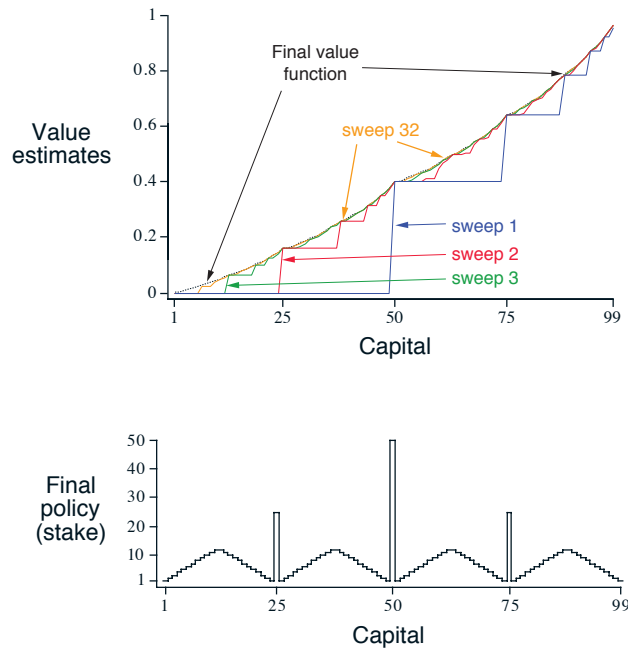 1
Final value
function
0.8
Value
estimates
0.6
sweep 32
0.4
sweep 1
0.2
sweep 2
sweep 3
0
1
25
50
75
99
Capital
50
40
Final
policy
(stake)
30
20
10
1
1
25
50
75
99
Capital